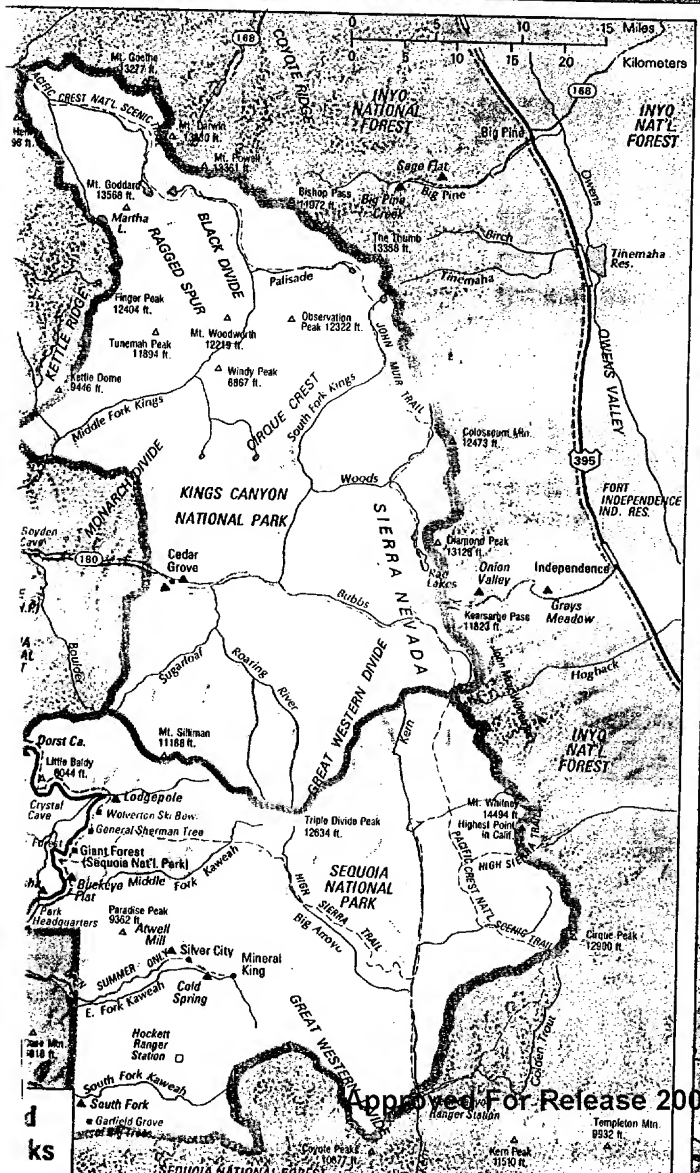 0 5 10 15 Miles
0 5 10 15 20 Kilometers
168
Mt. Goethe
13277 ft.
COYOTE RIDGE
INYO
NATIONAL
FOREST
168
INYO
NAT'L
FOREST
Big Pine
PACIFIC CREST NAT'L SCENIC
Mt. Darwin
Mt. Powell
Sage Flat
Big Pine
Creek
Big Pine
Owens
Mt. Goddard
13568 ft.
Martha
L.
Bishop Pass
11972 ft.
BLACK DIVIDE
RAGGED SPUR
The Thumb
13388 ft.
Birch
Tinemaha
Res.
Palisade
Tinemaha
KETTLE RIDGE
Finger Peak
12404 ft.
Mt. Woodworth
12219 ft.
Observation
Peak 12322 ft.
Tunemah Peak
11894 ft.
JOHN MUIR TRAIL
OWENS VALLEY
Windy Peak
8867 ft.
Kettle Dome
9446 ft.
CIRQUE CREST
South Fork Kings
Middle Fork Kings
Colosseum Mtn.
12473 ft.
395
MONARCH DIVIDE
Woods
KINGS CANYON
NATIONAL PARK
FORT
INDEPENDENCE
IND. RES.
SIERRA NEVADA
Boyden
Cave
180
Cedar
Grove
Diamond Peak
13126 ft.
Rae
Lakes
Onion
Valley
Independence
Bubbs
Kearsarge Pass
11823 ft.
Grays
Meadow
Boulder
Sugarloaf
Roaring
River
GREAT WESTERN DIVIDE
Hogback
Kern
INYO
NAT'L
FOREST
Mt. Silliman
11188 ft.
Dorst Ca.
Little Baldy
8044 ft.
Lodgepole
Crystal
Cave
Wolverton Ski Bowl
General Sherman Tree
Triple Divide Peak
12634 ft.
Mt. Whitney
14494 ft.
Highest Point
in Calif.
Giant Forest
(Sequoia Nat'l. Park)
HIGH SI
TRAIL
Buckeye
Flat
Middle Fork Kaweah
SEQUOIA
NATIONAL
PARK
PACIFIC CREST NAT'L SCENIC TRAIL
Park
Headquarters
HIGH SIERRA TRAIL
Big Arroyo
Paradise Peak
9362 ft.
Atwell
Mill
Cirque Peak
12900 ft.
Silver City
SUMMER ONLY
Mineral
King
E. Fork Kaweah
Cold
Spring
GREAT WESTERN DIVIDE
Golden Trout
Hockett
Ranger
Station
South Fork Kaweah
Approved For Release 200
South Fork
Ranger Station
Garfield Grove
Templeton Mtn.
9932 ft.
d
ks
Coyote Peaks
10877 ft.
Kern Peak
11510 ft.
SEQUOIA NATIONAL FOREST